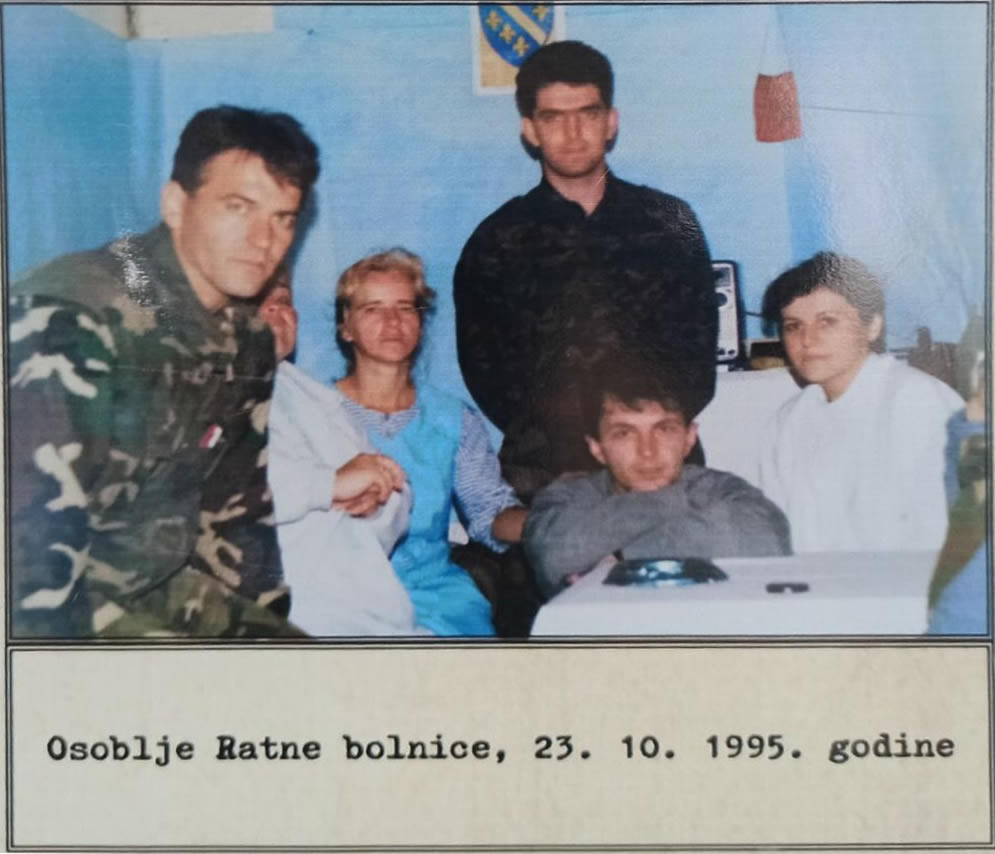 Osoblje Ratne bolnice, 23. 10. 1995. godine